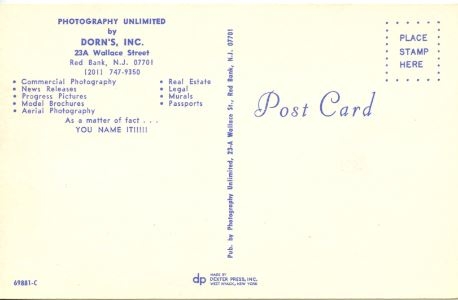 PHOTOGRAPHY UNLIMITED
by
DORN'S, INC.
23A Wallace Street
Red Bank, N.J. 07701
(201) 747-9350
• Commercial Photography
• News Releases
• Progress Pictures
• Model Brochures
• Aerial Photography
• Real Estate
• Legal
• Murals
• Passports
As a matter of fact . . .
YOU NAME IT!!!!!
69881-C
Pub. by Photography Unlimited, 23-A Wallace St., Red Bank, N.J. 07701
dp
MADE BY
DEXTER PRESS, INC.
WEST NYACK, NEW YORK
Post Card
PLACE
STAMP
HERE